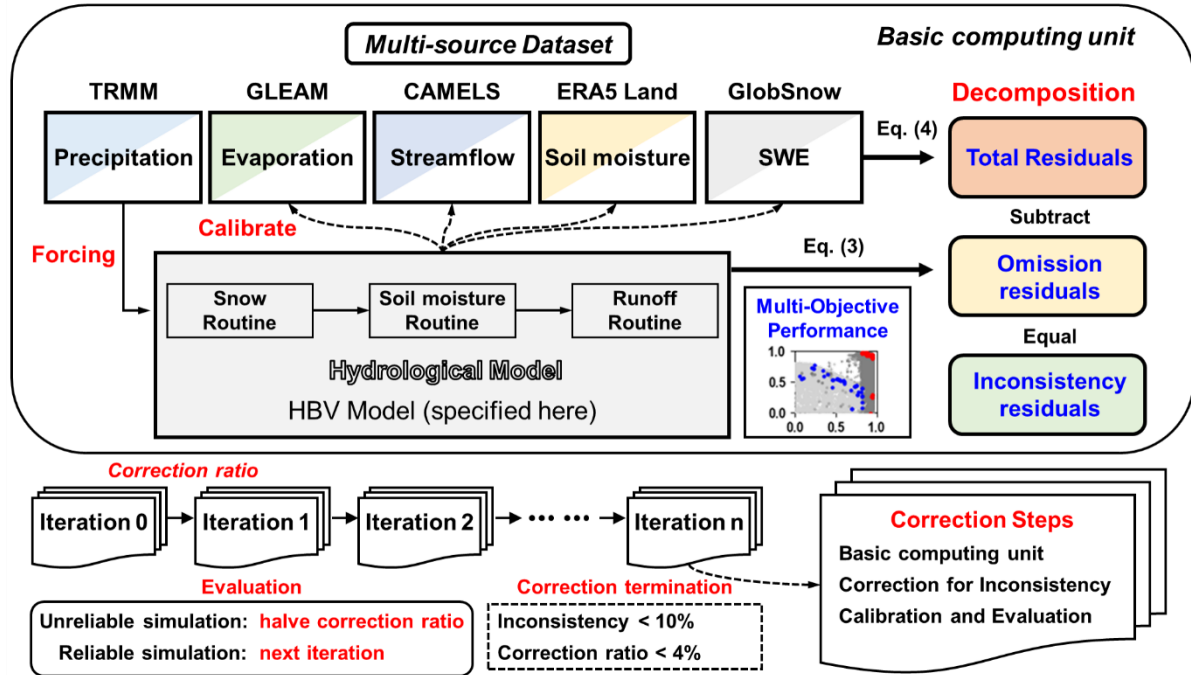 Multi-source Dataset
Basic computing unit
TRMM
GLEAM
CAMELS
ERA5 Land
GlobSnow
Decomposition
Precipitation
Evaporation
Streamflow
Soil moisture
SWE
Eq. (4)
Total Residuals
Subtract
Calibrate
Forcing
Eq. (3)
Omission
residuals
Snow
Routine
Soil moisture
Routine
Runoff
Routine
Hydrological Model
HBV Model (specified here)
Multi-Objective
Performance
1.0
0.5
0.0
0.0 0.5 1.0
Equal
Inconsistency
residuals
Correction ratio
Iteration 0
Iteration 1
Iteration 2
... ...
Iteration n
Evaluation
Unreliable simulation: halve correction ratio
Reliable simulation: next iteration
Correction termination
Inconsistency < 10%
Correction ratio < 4%
Correction Steps
Basic computing unit
Correction for Inconsistency
Calibration and Evaluation